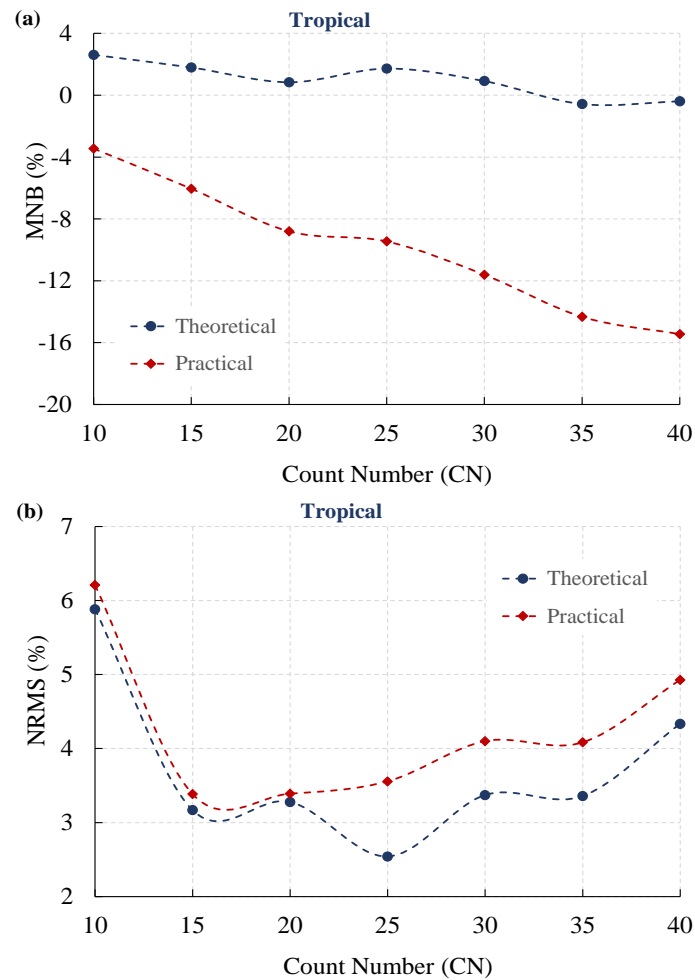 (a) Tropical
4
0
-4
-8
-12
-16
-20
MNB (%)
Theoretical
Practical
10 15 20 25 30 35 40
Count Number (CN)
(b) Tropical
7
6
5
4
3
2
NRMS (%)
Theoretical
Practical
10 15 20 25 30 35 40
Count Number (CN)